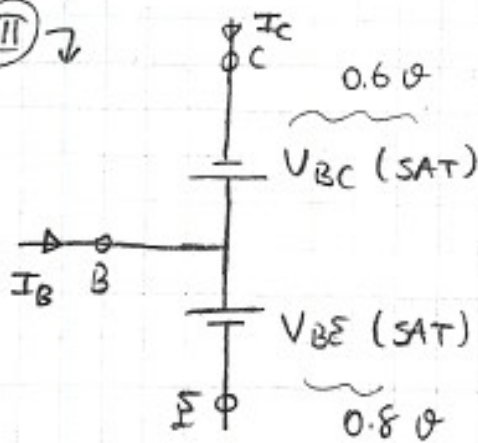 II
Ic
C
0.6 v
VBC (SAT)
IB B
VBE (SAT)
E
0.8 v